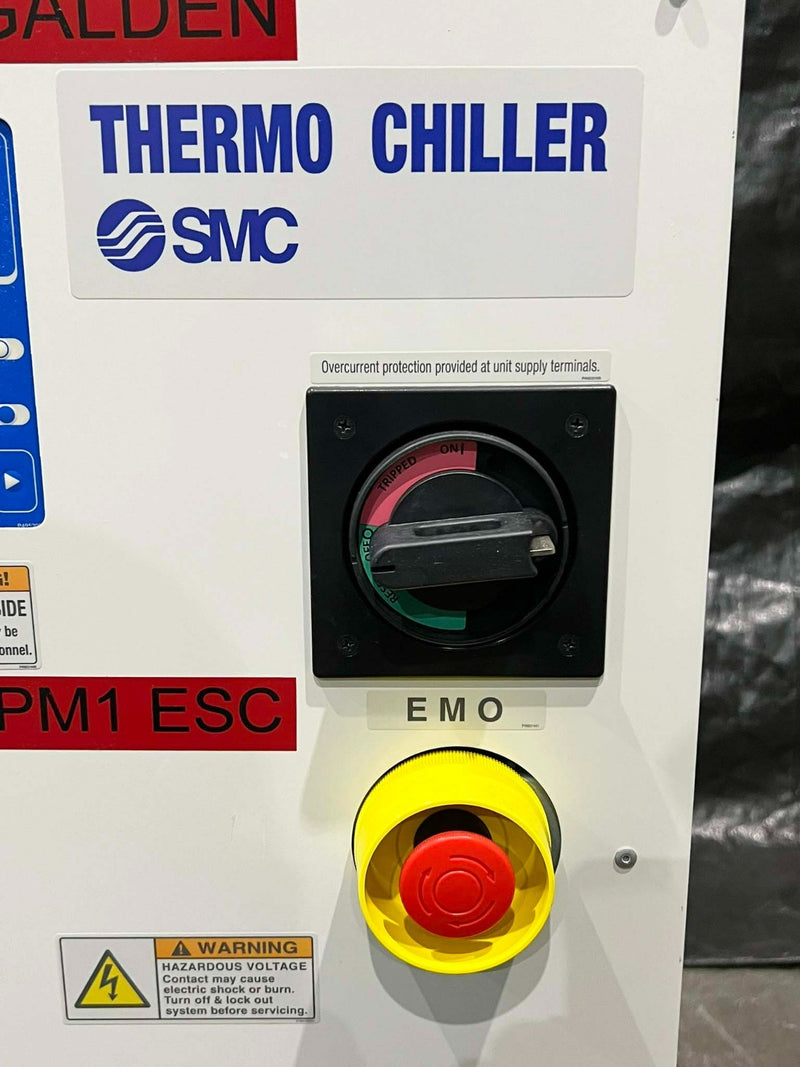 GALDEN
THERMO CHILLER
SMC
Overcurrent protection provided at unit supply terminals.
ON I
TRIPPED
O OFF
EMO
PM1 ESC
WARNING
HAZARDOUS VOLTAGE
Contact may cause
electric shock or burn.
Turn off & lock out
system before servicing.